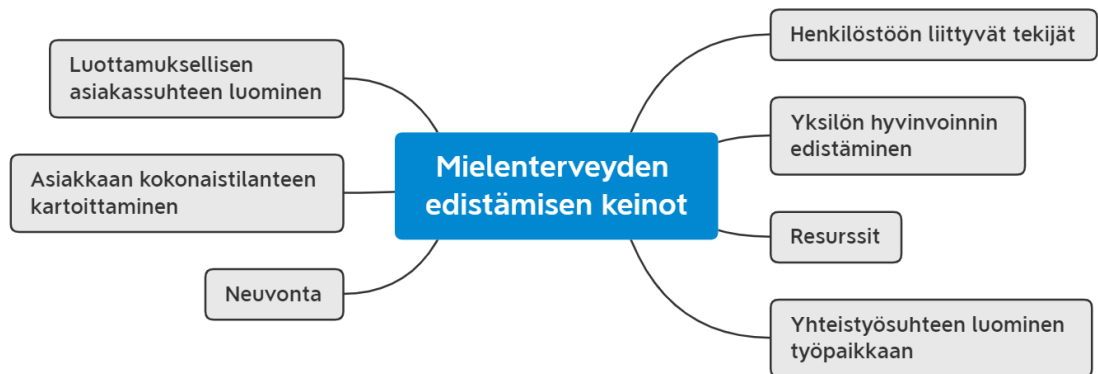 Luottamuksellisen
asiakassuhteen luominen
Asiakkaan kokonaistilanteen
kartoittaminen
Neuvonta
Mielenterveyden
edistämisen keinot
Henkilöstöön liittyvät tekijät
Yksilön hyvinvoinnin
edistäminen
Resurssit
Yhteistyösuhteen luominen
työpaikkaan